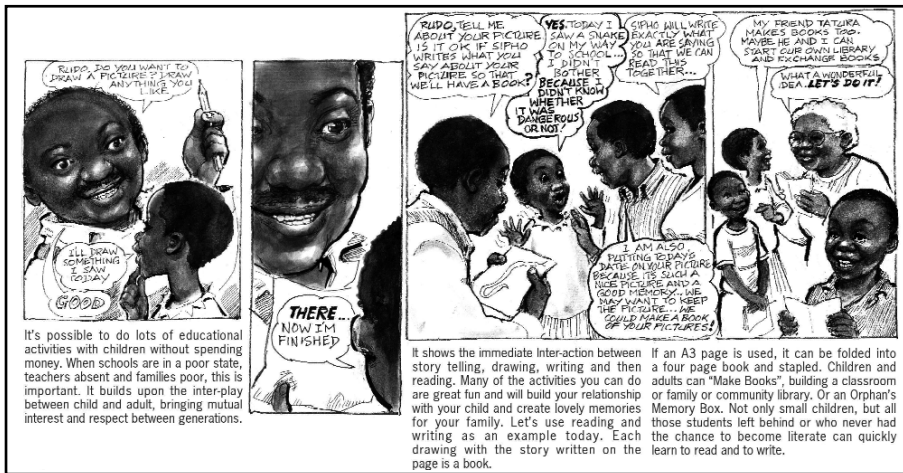 RUDO, DO YOU WANT TO
DRAW A PICTURE? DRAW
ANYTHING YOU
LIKE.
I'LL DRAW
SOMETHING
I SAW
TODAY
GOOD
THERE...
NOW I'M
FINISHED
RUDO, TELL ME
ABOUT YOUR PICTURE
IS IT OK IF SIPHO
WRITES WHAT YOU
SAY ABOUT YOUR
PICTURE SO THAT
WE'LL HAVE A BOOK?
YES. TODAY I
SAW A SNAKE
ON MY WAY
TO SCHOOL...
I DIDN'T
BOTHER
BECAUSE I
DIDN'T KNOW
WHETHER
IT WAS
DANGEROUS
OR NOT!
SIPHO WILL WRITE
EXACTLY WHAT
YOU ARE SAYING
SO THAT WE CAN
READ THIS
TOGETHER...
I AM ALSO
PUTTING TODAY'S
DATE ON YOUR PICTURE
BECAUSE ITS SUCH A
NICE PICTURE AND A
GOOD MEMORY... WE
MAY WANT TO KEEP
THE PICTURE... WE
COULD MAKE A BOOK
OF YOUR PICTURES!
MY FRIEND TATURA
MAKES BOOKS TOO.
MAYBE HE AND I CAN
START OUR OWN LIBRARY
AND EXCHANGE BOOKS
WHAT A WONDERFUL
IDEA. LET'S DO IT!
It's possible to do lots of educational
activities with children without spending
money. When schools are in a poor state,
teachers absent and families poor, this is
important. It builds upon the inter-play
between child and adult, bringing mutual
interest and respect between generations.
It shows the immediate Inter-action between
story telling, drawing, writing and then
reading. Many of the activities you can do
are great fun and will build your relationship
with your child and create lovely memories
for your family. Let's use reading and
writing as an example today. Each
drawing with the story written on the
page is a book.
If an A3 page is used, it can be folded into
a four page book and stapled. Children and
adults can "Make Books", building a classroom
or family or community library. Or an Orphan's
Memory Box. Not only small children, but all
those students left behind or who never had
the chance to become literate can quickly
learn to read and to write.